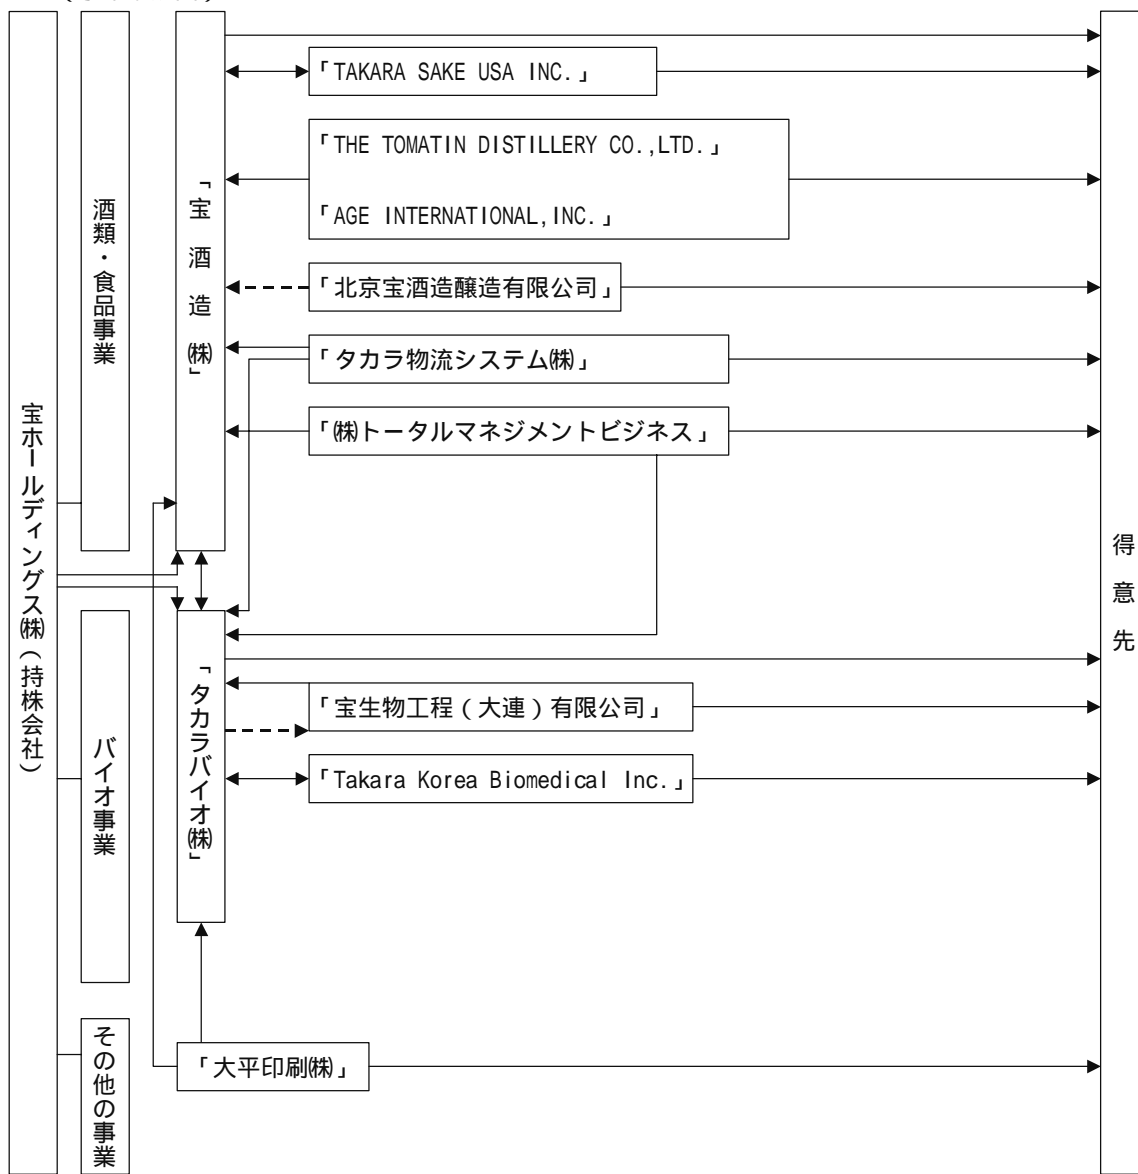 宝ホールディングス㈱(持株会社)
酒類・食品事業
「宝酒造㈱」
「TAKARA SAKE USA INC.」
「THE TOMATIN DISTILLERY CO.,LTD.」
「AGE INTERNATIONAL,INC.」
「北京宝酒造醸造有限公司」
「タカラ物流システム㈱」
「㈱トータルマネジメントビジネス」
バイオ事業
「タカラバイオ㈱」
「宝生物工程(大連)有限公司」
「Takara Korea Biomedical Inc.」
その他の事業
「大平印刷㈱」
得意先